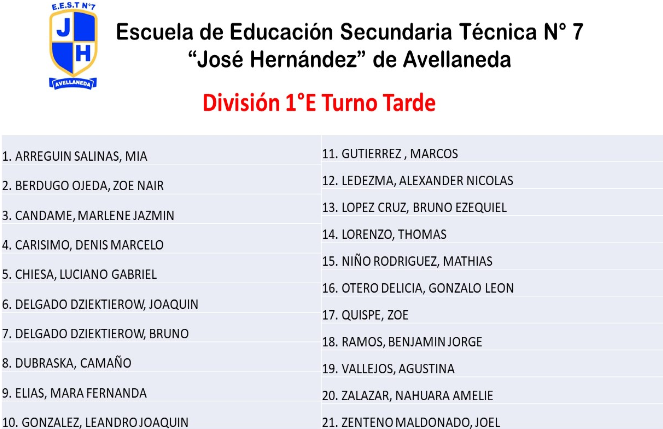 E.E.S.T N°7
J H
AVELLANEDA
Escuela de Educación Secundaria Técnica N° 7
“José Hernández” de Avellaneda
División 1°E Turno Tarde
1. ARREGUIN SALINAS, MIA
2. BERDUGO OJEDA, ZOE NAIR
3. CANDAME, MARLENE JAZMIN
4. CARISIMO, DENIS MARCELO
5. CHIESA, LUCIANO GABRIEL
6. DELGADO DZIEKTIEROW, JOAQUIN
7. DELGADO DZIEKTIEROW, BRUNO
8. DUBRASKA, CAMAÑO
9. ELIAS, MARA FERNANDA
10. GONZALEZ, LEANDRO JOAQUIN
11. GUTIERREZ , MARCOS
12. LEDEZMA, ALEXANDER NICOLAS
13. LOPEZ CRUZ, BRUNO EZEQUIEL
14. LORENZO, THOMAS
15. NIÑO RODRIGUEZ, MATHIAS
16. OTERO DELICIA, GONZALO LEON
17. QUISPE, ZOE
18. RAMOS, BENJAMIN JORGE
19. VALLEJOS, AGUSTINA
20. ZALAZAR, NAHUARA AMELIE
21. ZENTENO MALDONADO, JOEL